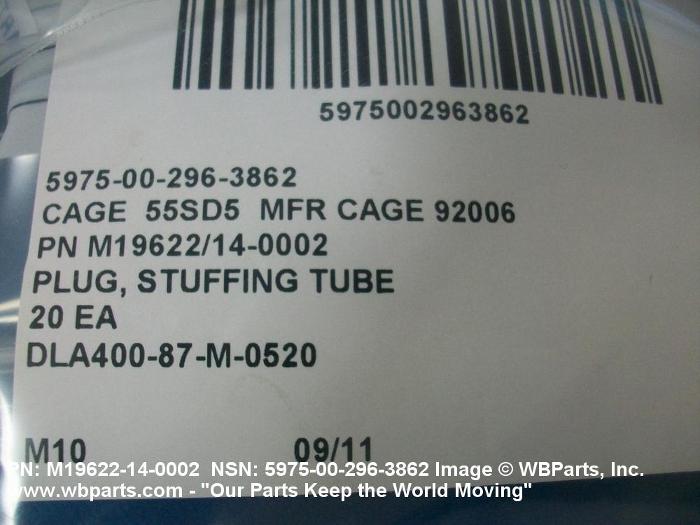 5975002963862
5975-00-296-3862
CAGE 55SD5 MFR CAGE 92006
PN M19622/14-0002
PLUG, STUFFING TUBE
20 EA
DLA400-87-M-0520
M10 09/11
PN: M19622-14-0002 NSN: 5975-00-296-3862 Image © WBParts, Inc.
www.wbparts.com - "Our Parts Keep the World Moving"